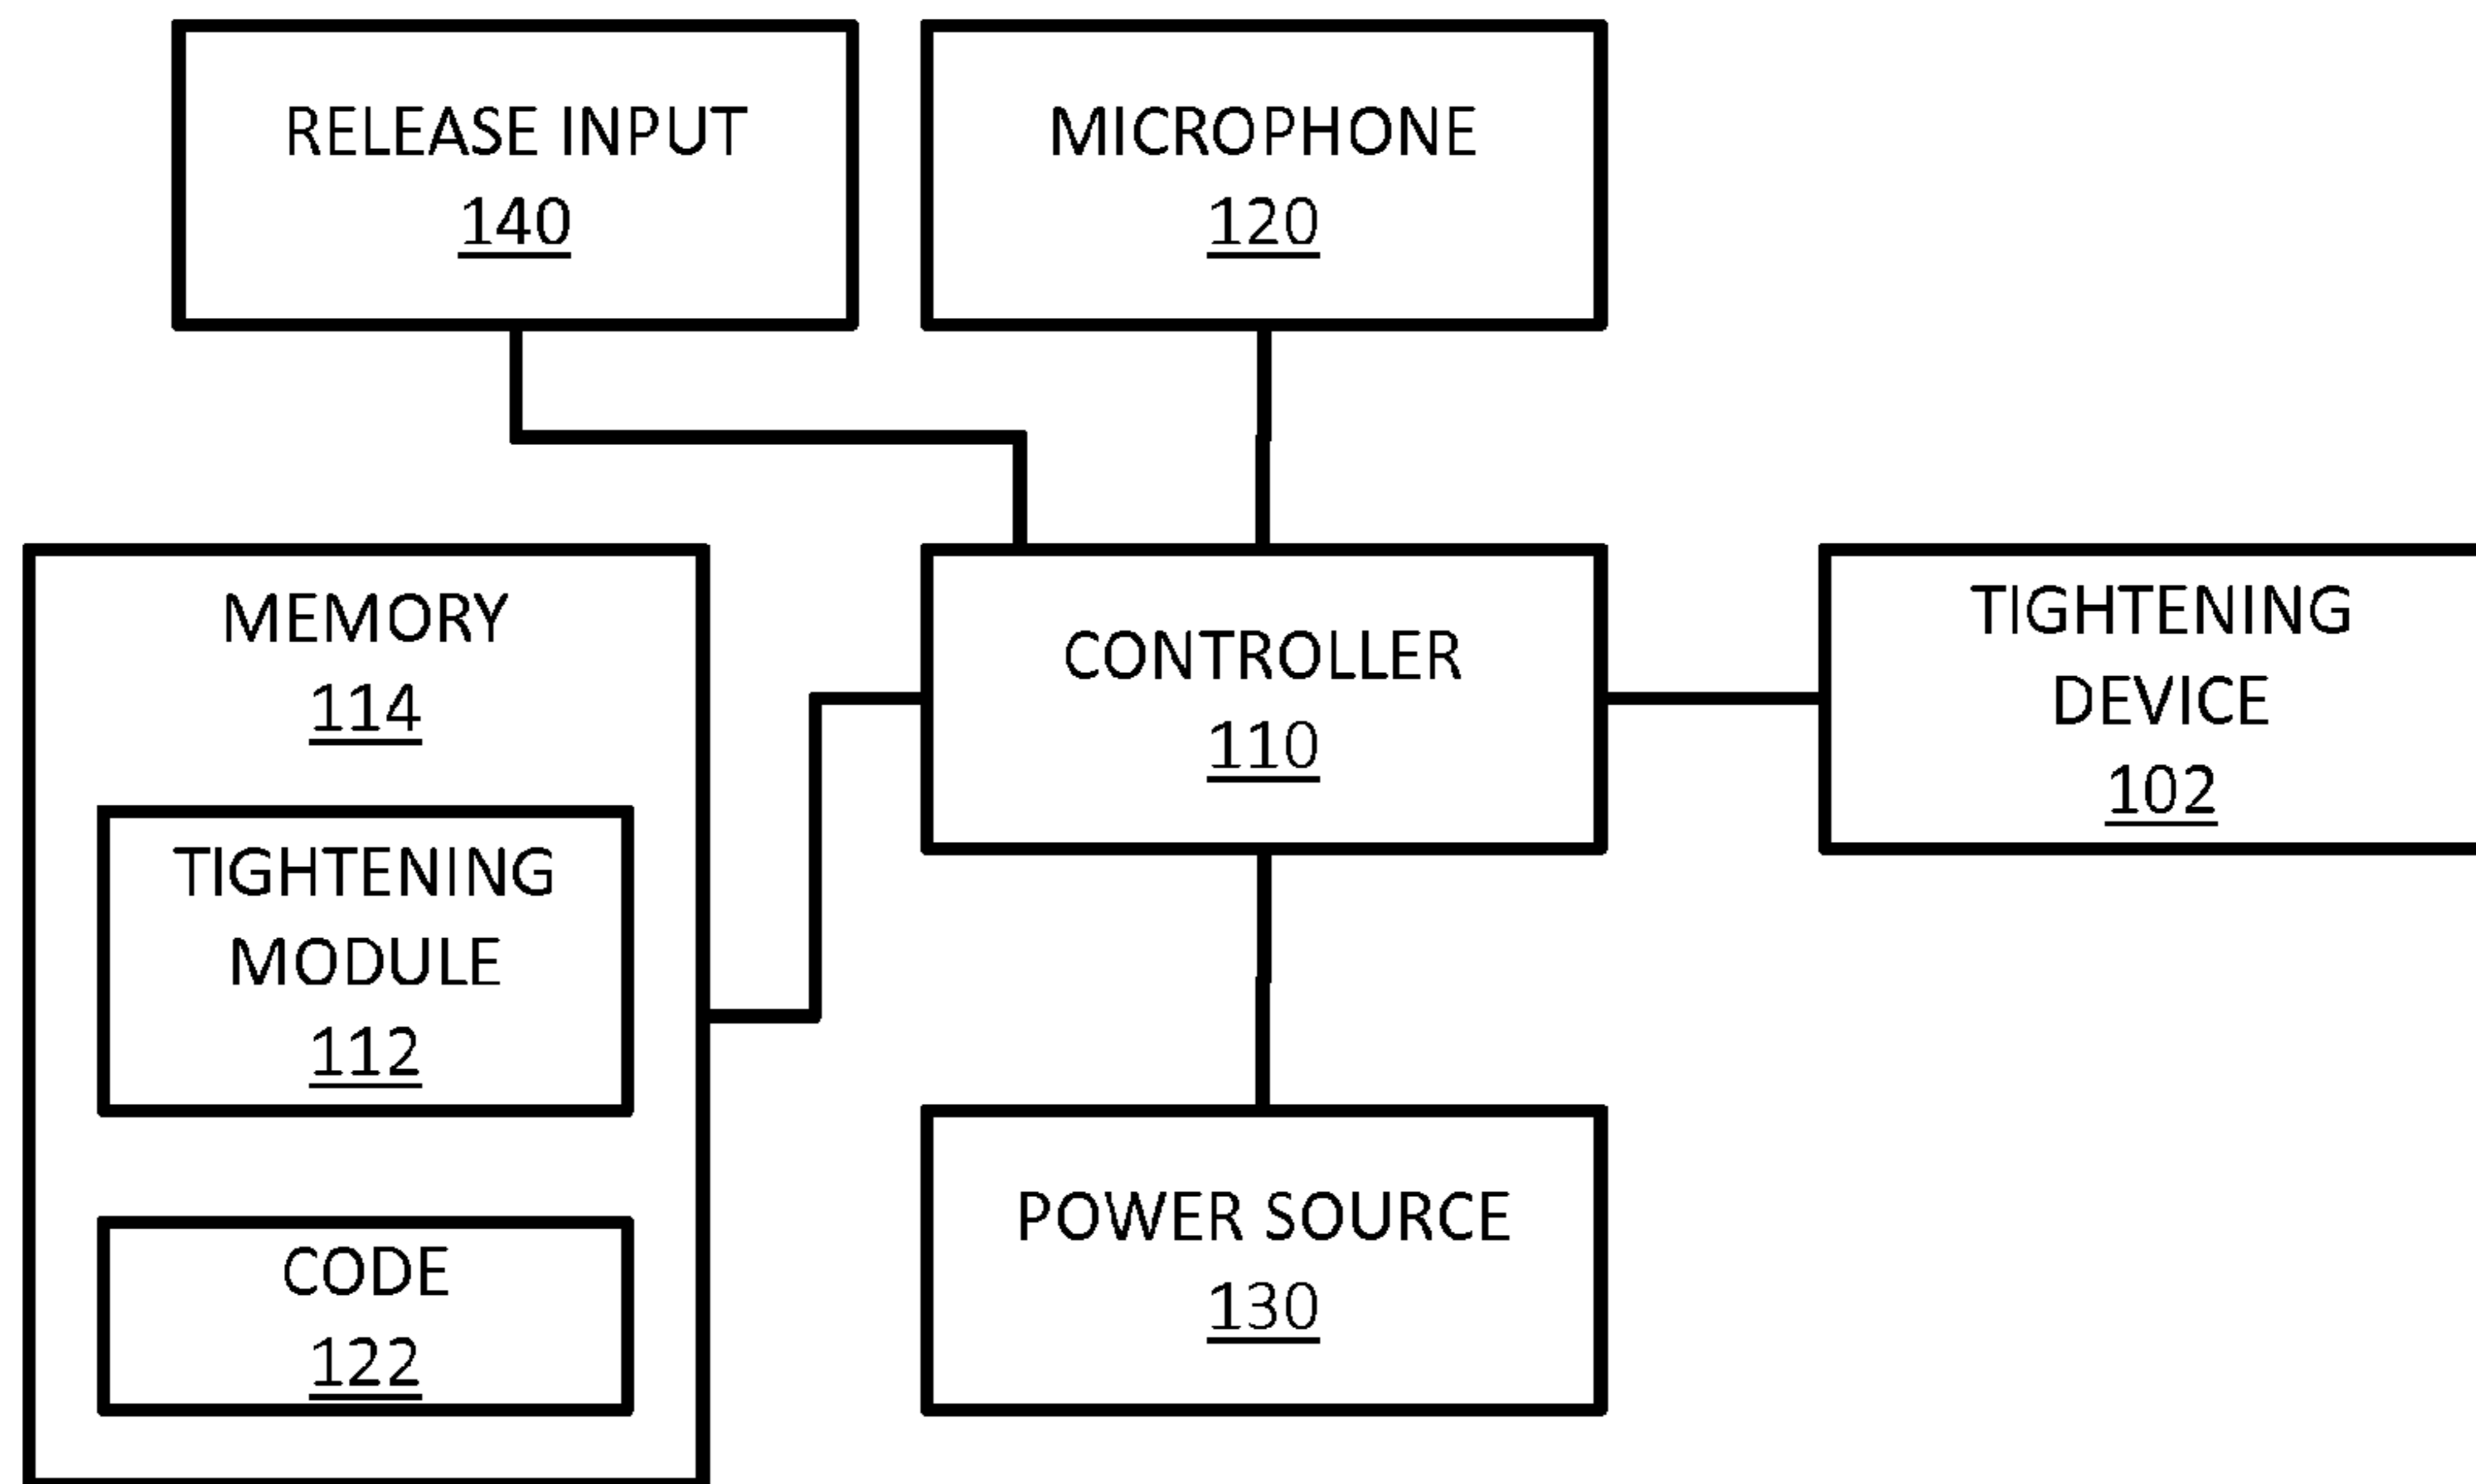 RELEASE INPUT
140
MICROPHONE
120
MEMORY
114
TIGHTENING
MODULE
112
CODE
122
CONTROLLER
110
TIGHTENING
DEVICE
102
POWER SOURCE
130